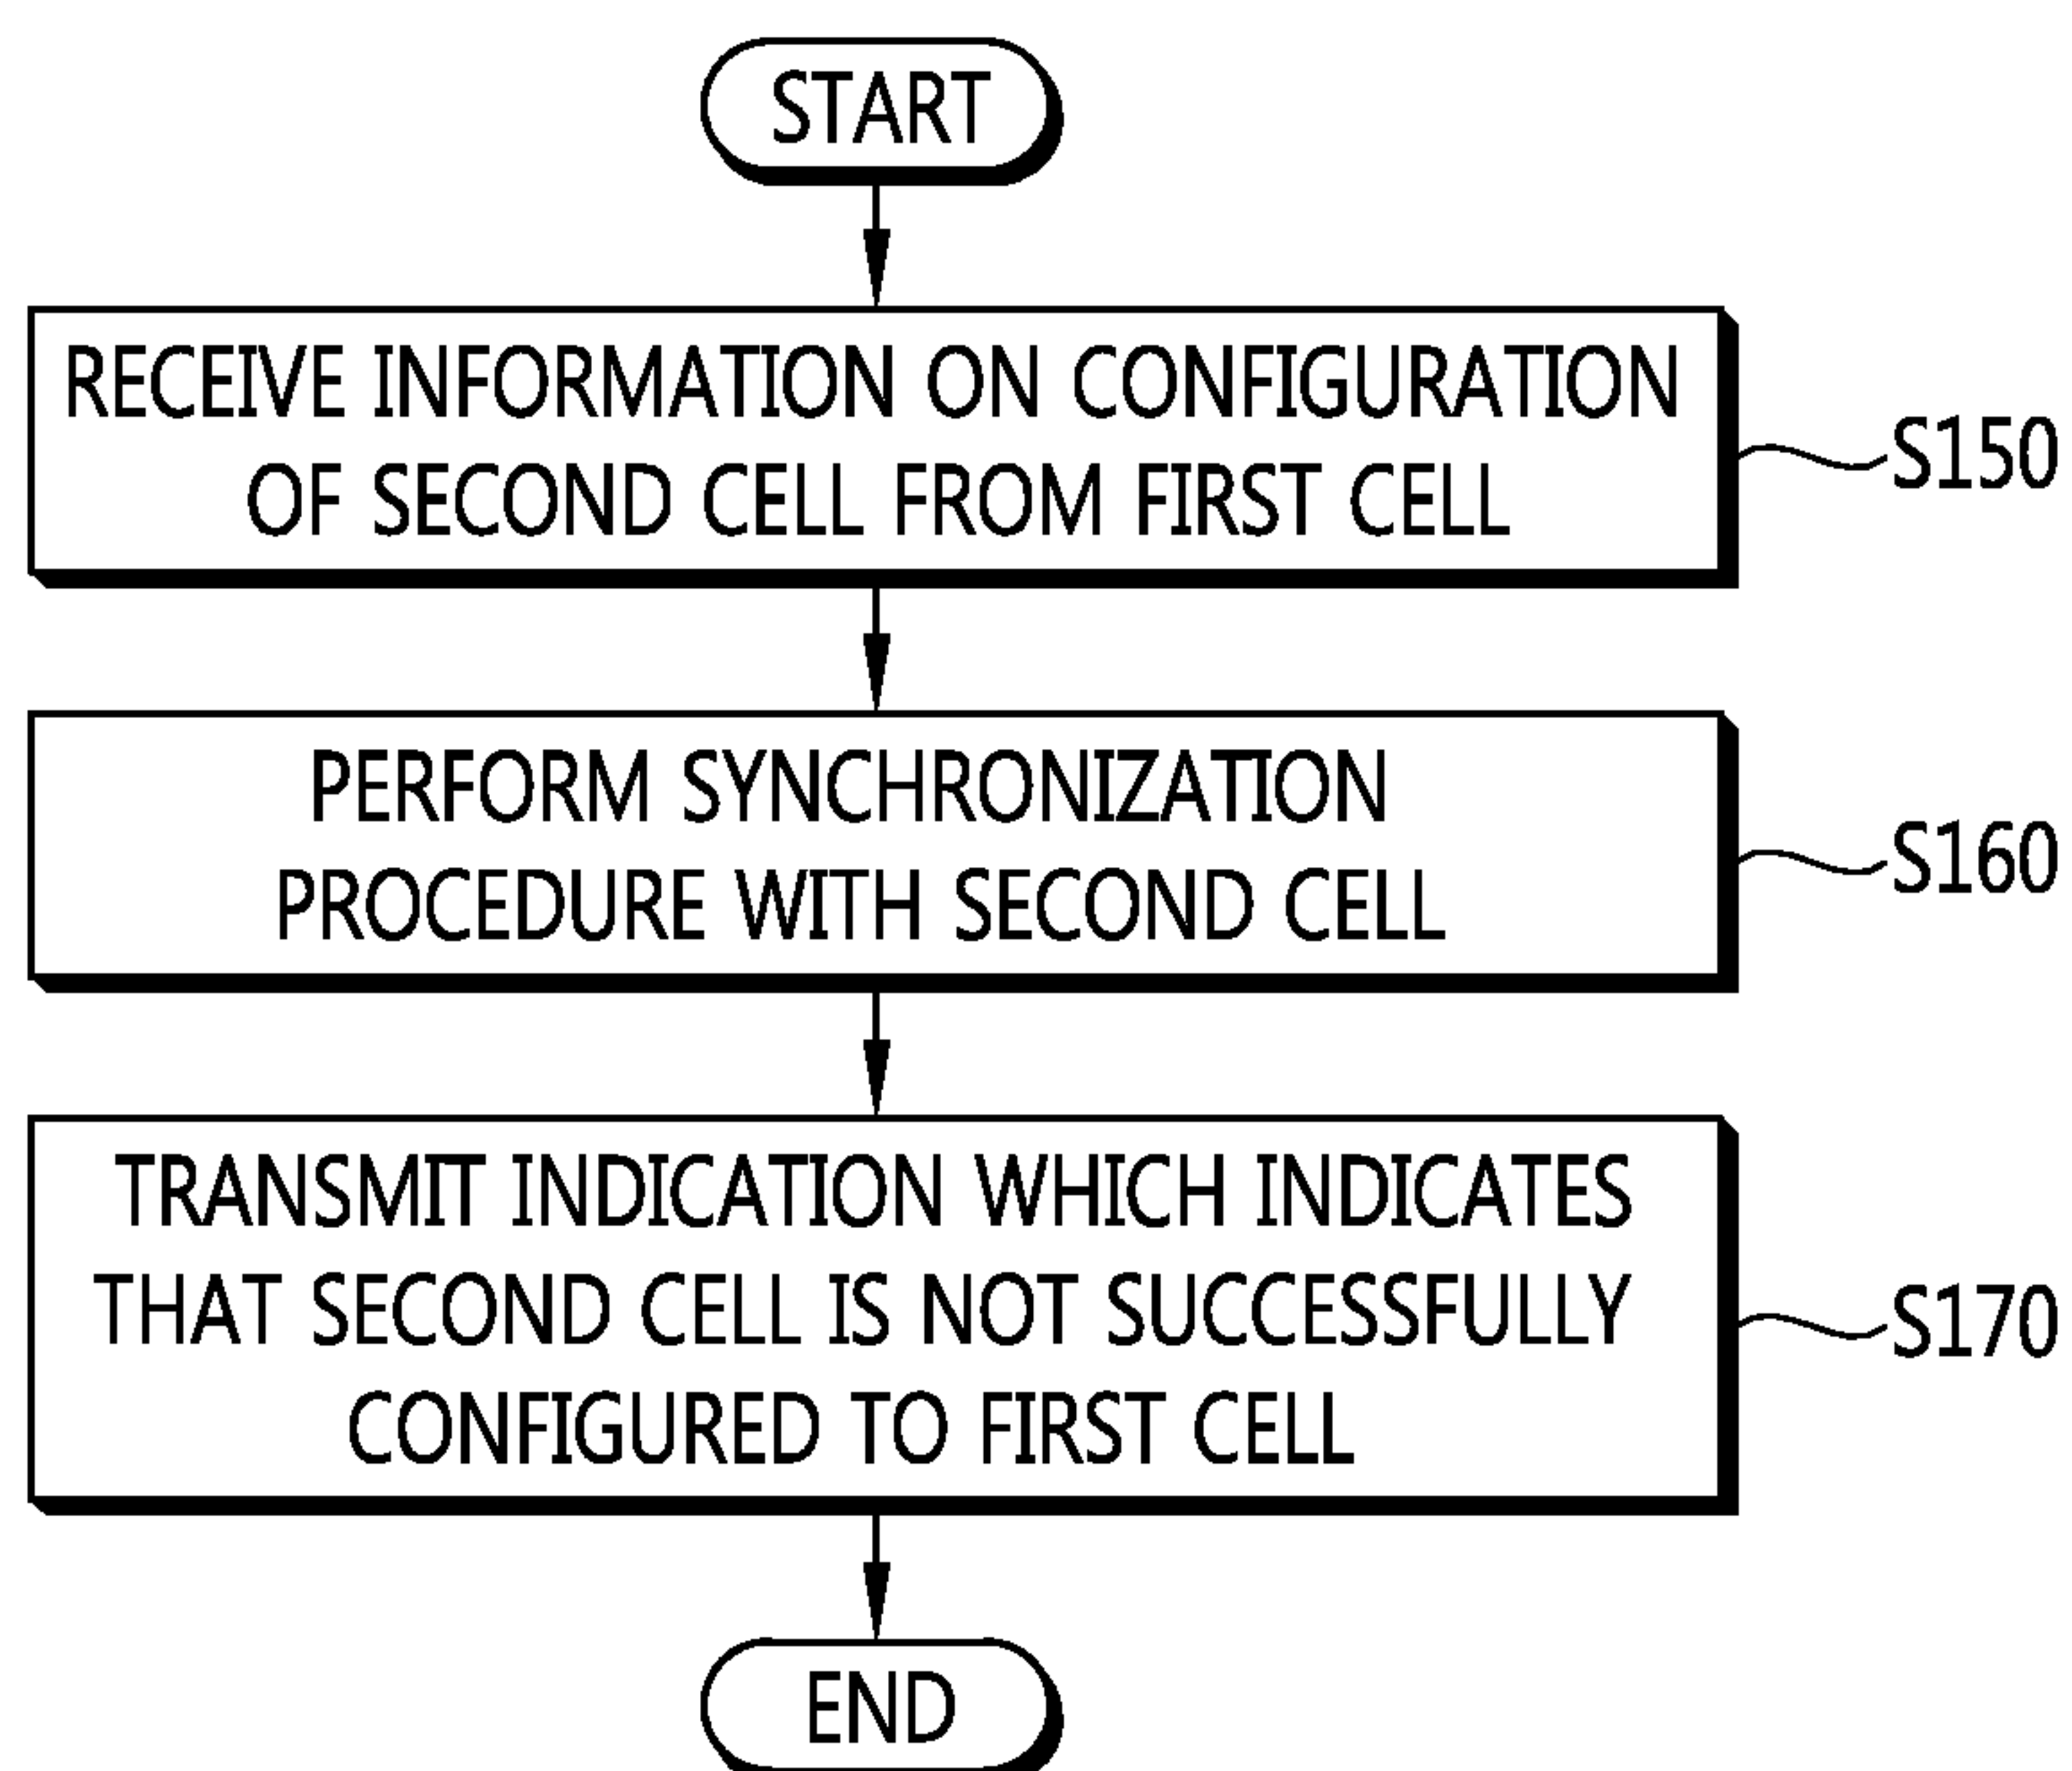 START
RECEIVE INFORMATION ON CONFIGURATION
OF SECOND CELL FROM FIRST CELL
S150
PERFORM SYNCHRONIZATION
PROCEDURE WITH SECOND CELL
S160
TRANSMIT INDICATION WHICH INDICATES
THAT SECOND CELL IS NOT SUCCESSFULLY
CONFIGURED TO FIRST CELL
S170
END